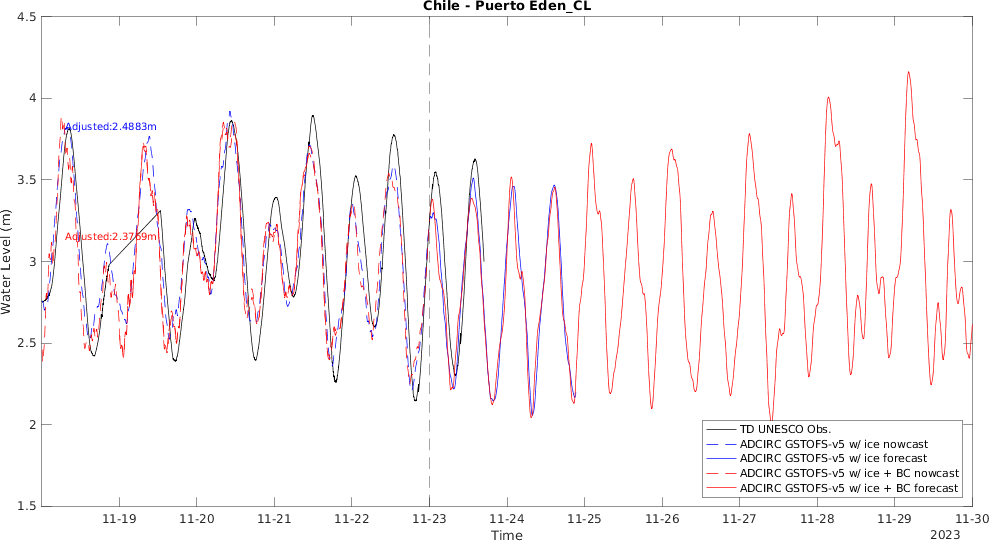 Chile - Puerto Eden_CL
4.5
4
3.5
3
2.5
2
1.5
Water Level (m)
Adjusted:2.4883m
Adjusted:2.3769m
TD UNESCO Obs.
ADCIRC GSTOFS-v5 w/ ice nowcast
ADCIRC GSTOFS-v5 w/ ice forecast
ADCIRC GSTOFS-v5 w/ ice + BC nowcast
ADCIRC GSTOFS-v5 w/ ice + BC forecast
11-19 11-20 11-21 11-22 11-23 11-24 11-25 11-26 11-27 11-28 11-29 11-30
Time
2023